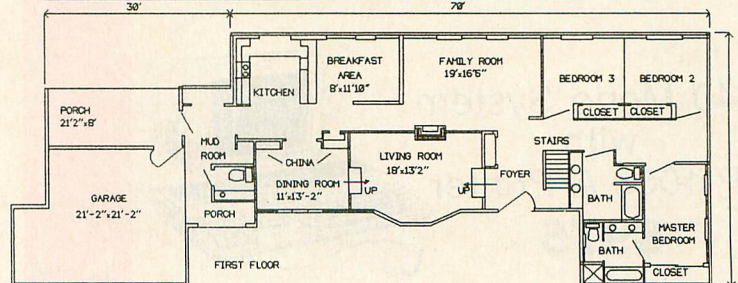 30'
70'
BREAKFAST
AREA
8'x11'10"
FAMILY ROOM
19'x16'5"
BEDROOM 3
BEDROOM 2
KITCHEN
PORCH
21'2"x8'
CLOSET
CLOSET
MUD
ROOM
CHINA
LIVING ROOM
18'x13'2"
STAIRS
DINING ROOM
11'x13'-2"
UP
UP
FOYER
GARAGE
21'-2"x21'-2"
PORCH
BATH
MASTER
BEDROOM
BATH
CLOSET
FIRST FLOOR